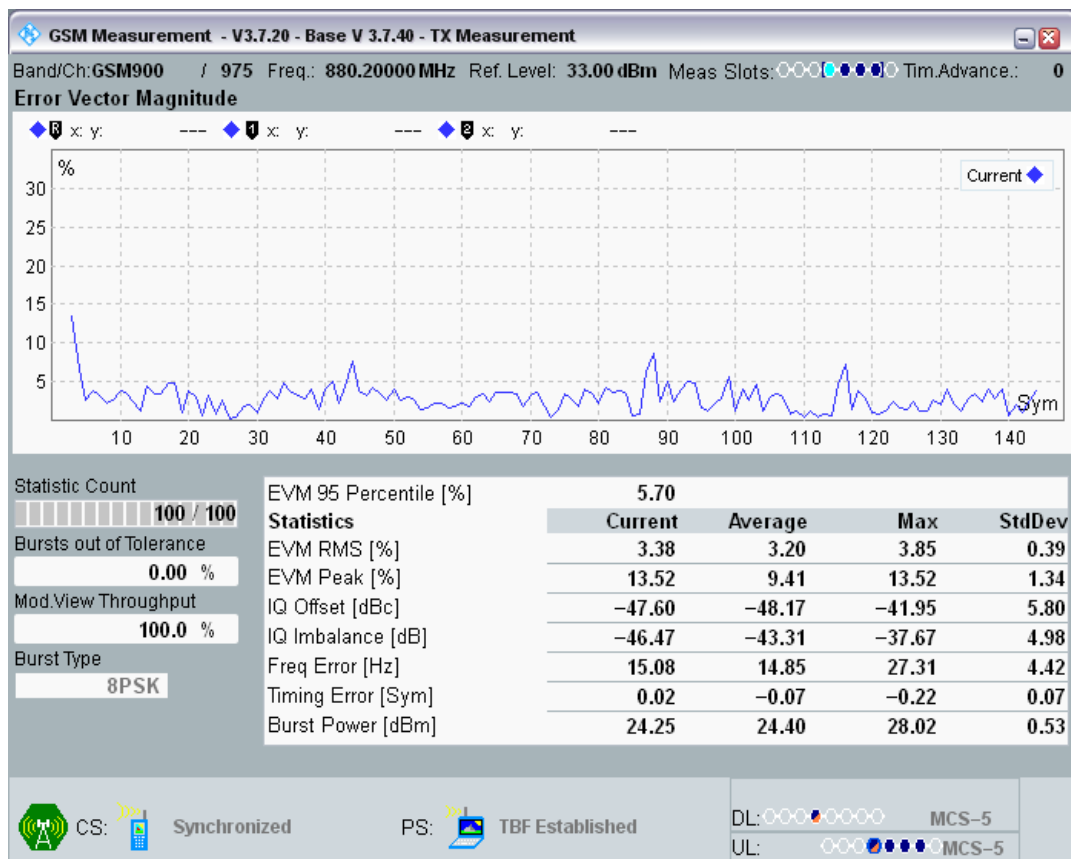 GSM Measurement - V3.7.20 - Base V 3.7.40 - TX Measurement
Band/Ch:GSM900 / 975 Freq.: 880.20000 MHz Ref. Level: 33.00 dBm Meas Slots: Tim.Advance.: 0
Error Vector Magnitude
R x: y: --- 1 x: y: --- 2 x: y: ---
%
Current
30
25
20
15
10
5
Sym
10 20 30 40 50 60 70 80 90 100 110 120 130 140
Statistic Count
100 / 100
Bursts out of Tolerance
0.00 %
Mod.View Throughput
100.0 %
Burst Type
8PSK
EVM 95 Percentile [%] 5.70
Statistics Current Average Max StdDev
EVM RMS [%] 3.38 3.20 3.85 0.39
EVM Peak [%] 13.52 9.41 13.52 1.34
IQ Offset [dBc] −47.60 −48.17 −41.95 5.80
IQ Imbalance [dB] −46.47 −43.31 −37.67 4.98
Freq Error [Hz] 15.08 14.85 27.31 4.42
Timing Error [Sym] 0.02 −0.07 −0.22 0.07
Burst Power [dBm] 24.25 24.40 28.02 0.53
CS: Synchronized PS: TBF Established
DL: MCS−5
UL: MCS−5